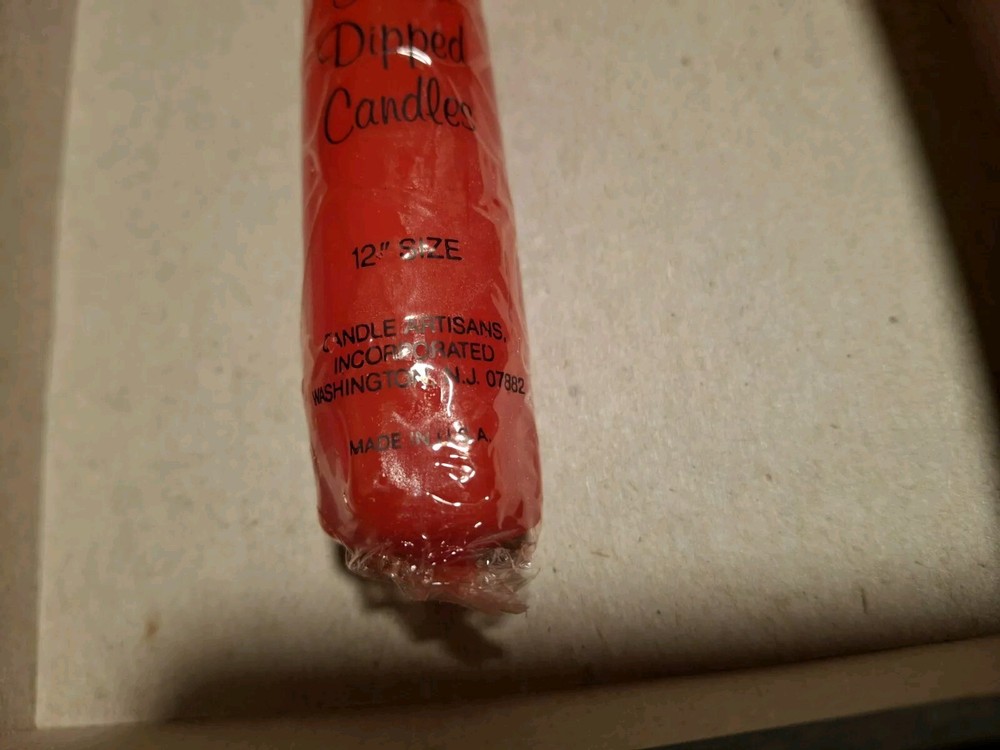 Dipped
Candles
12" SIZE
CANDLE ARTISANS,
INCORPORATED
WASHINGTON, N.J. 07882
MADE IN U.S.A.